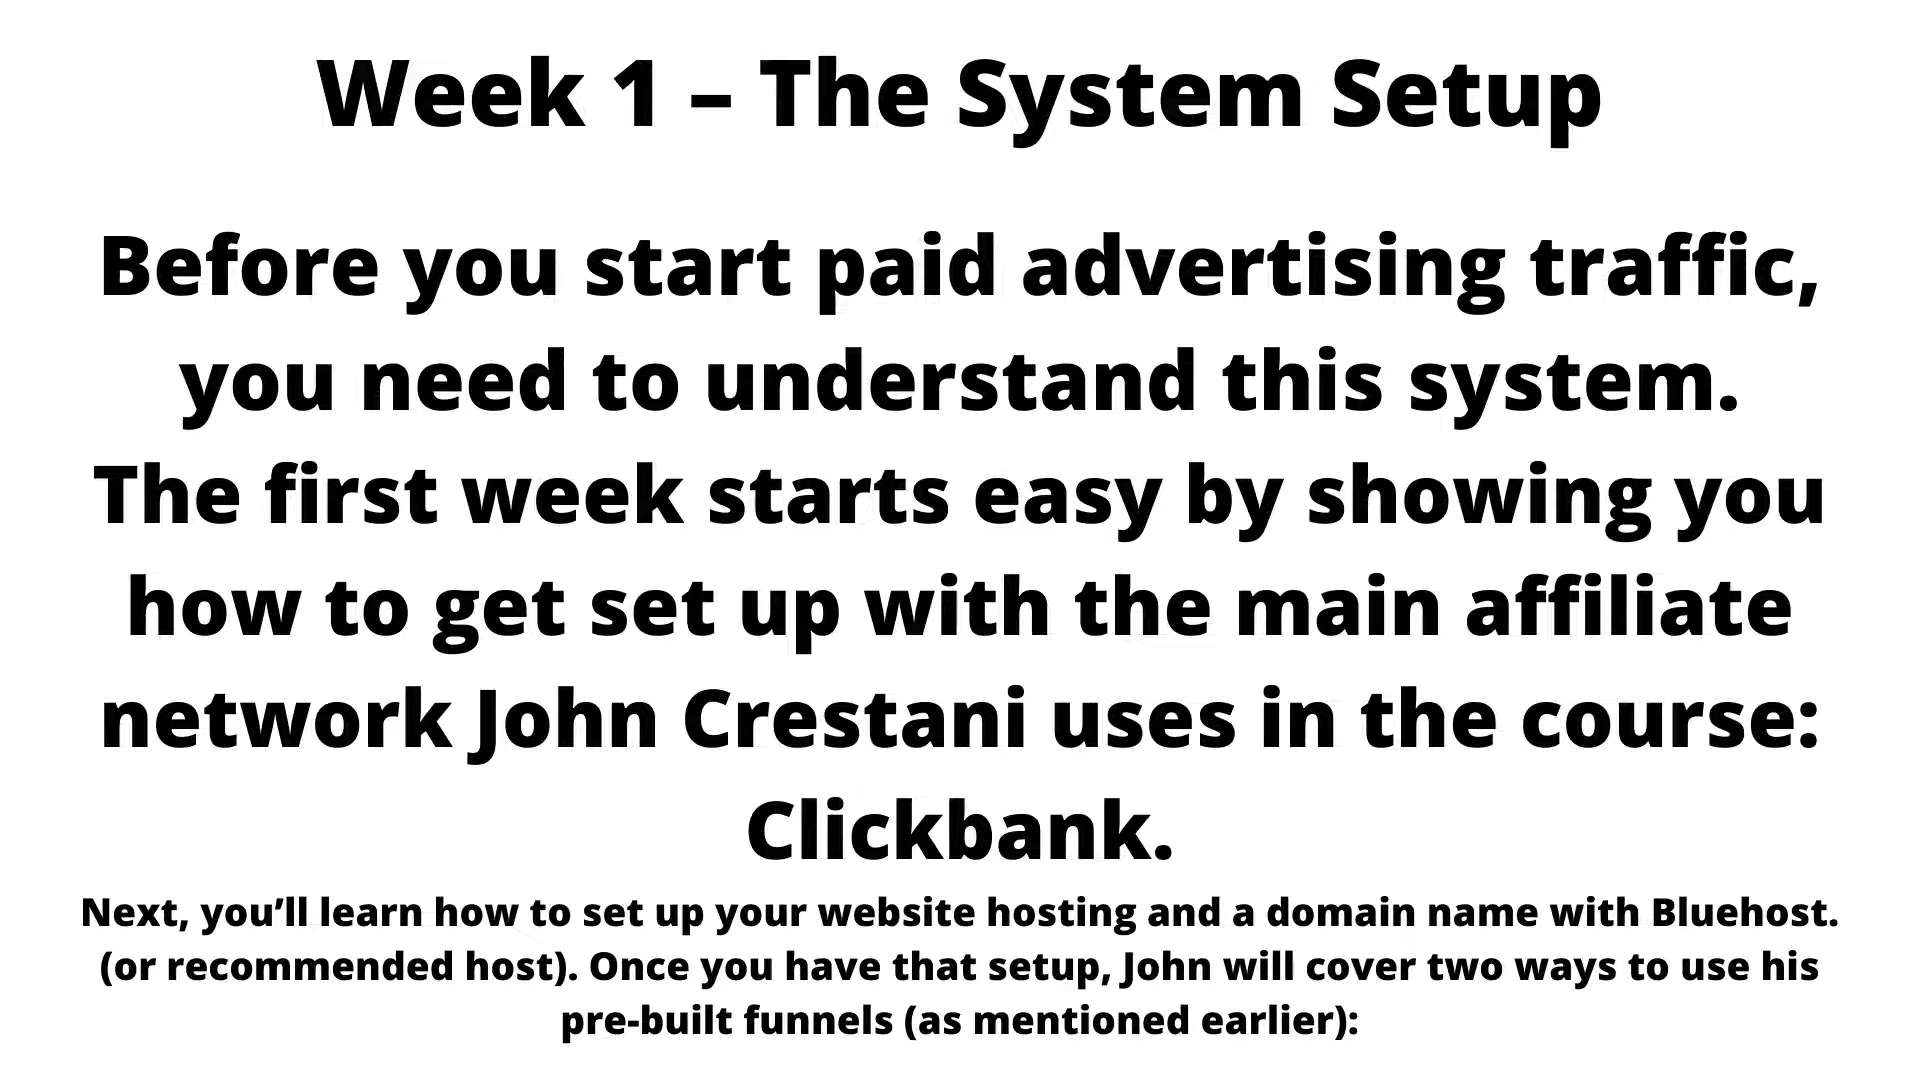 Week 1 – The System Setup
Before you start paid advertising traffic,
you need to understand this system.
The first week starts easy by showing you
how to get set up with the main affiliate
network John Crestani uses in the course:
Clickbank.
Next, you’ll learn how to set up your website hosting and a domain name with Bluehost.
(or recommended host). Once you have that setup, John will cover two ways to use his
pre-built funnels (as mentioned earlier):